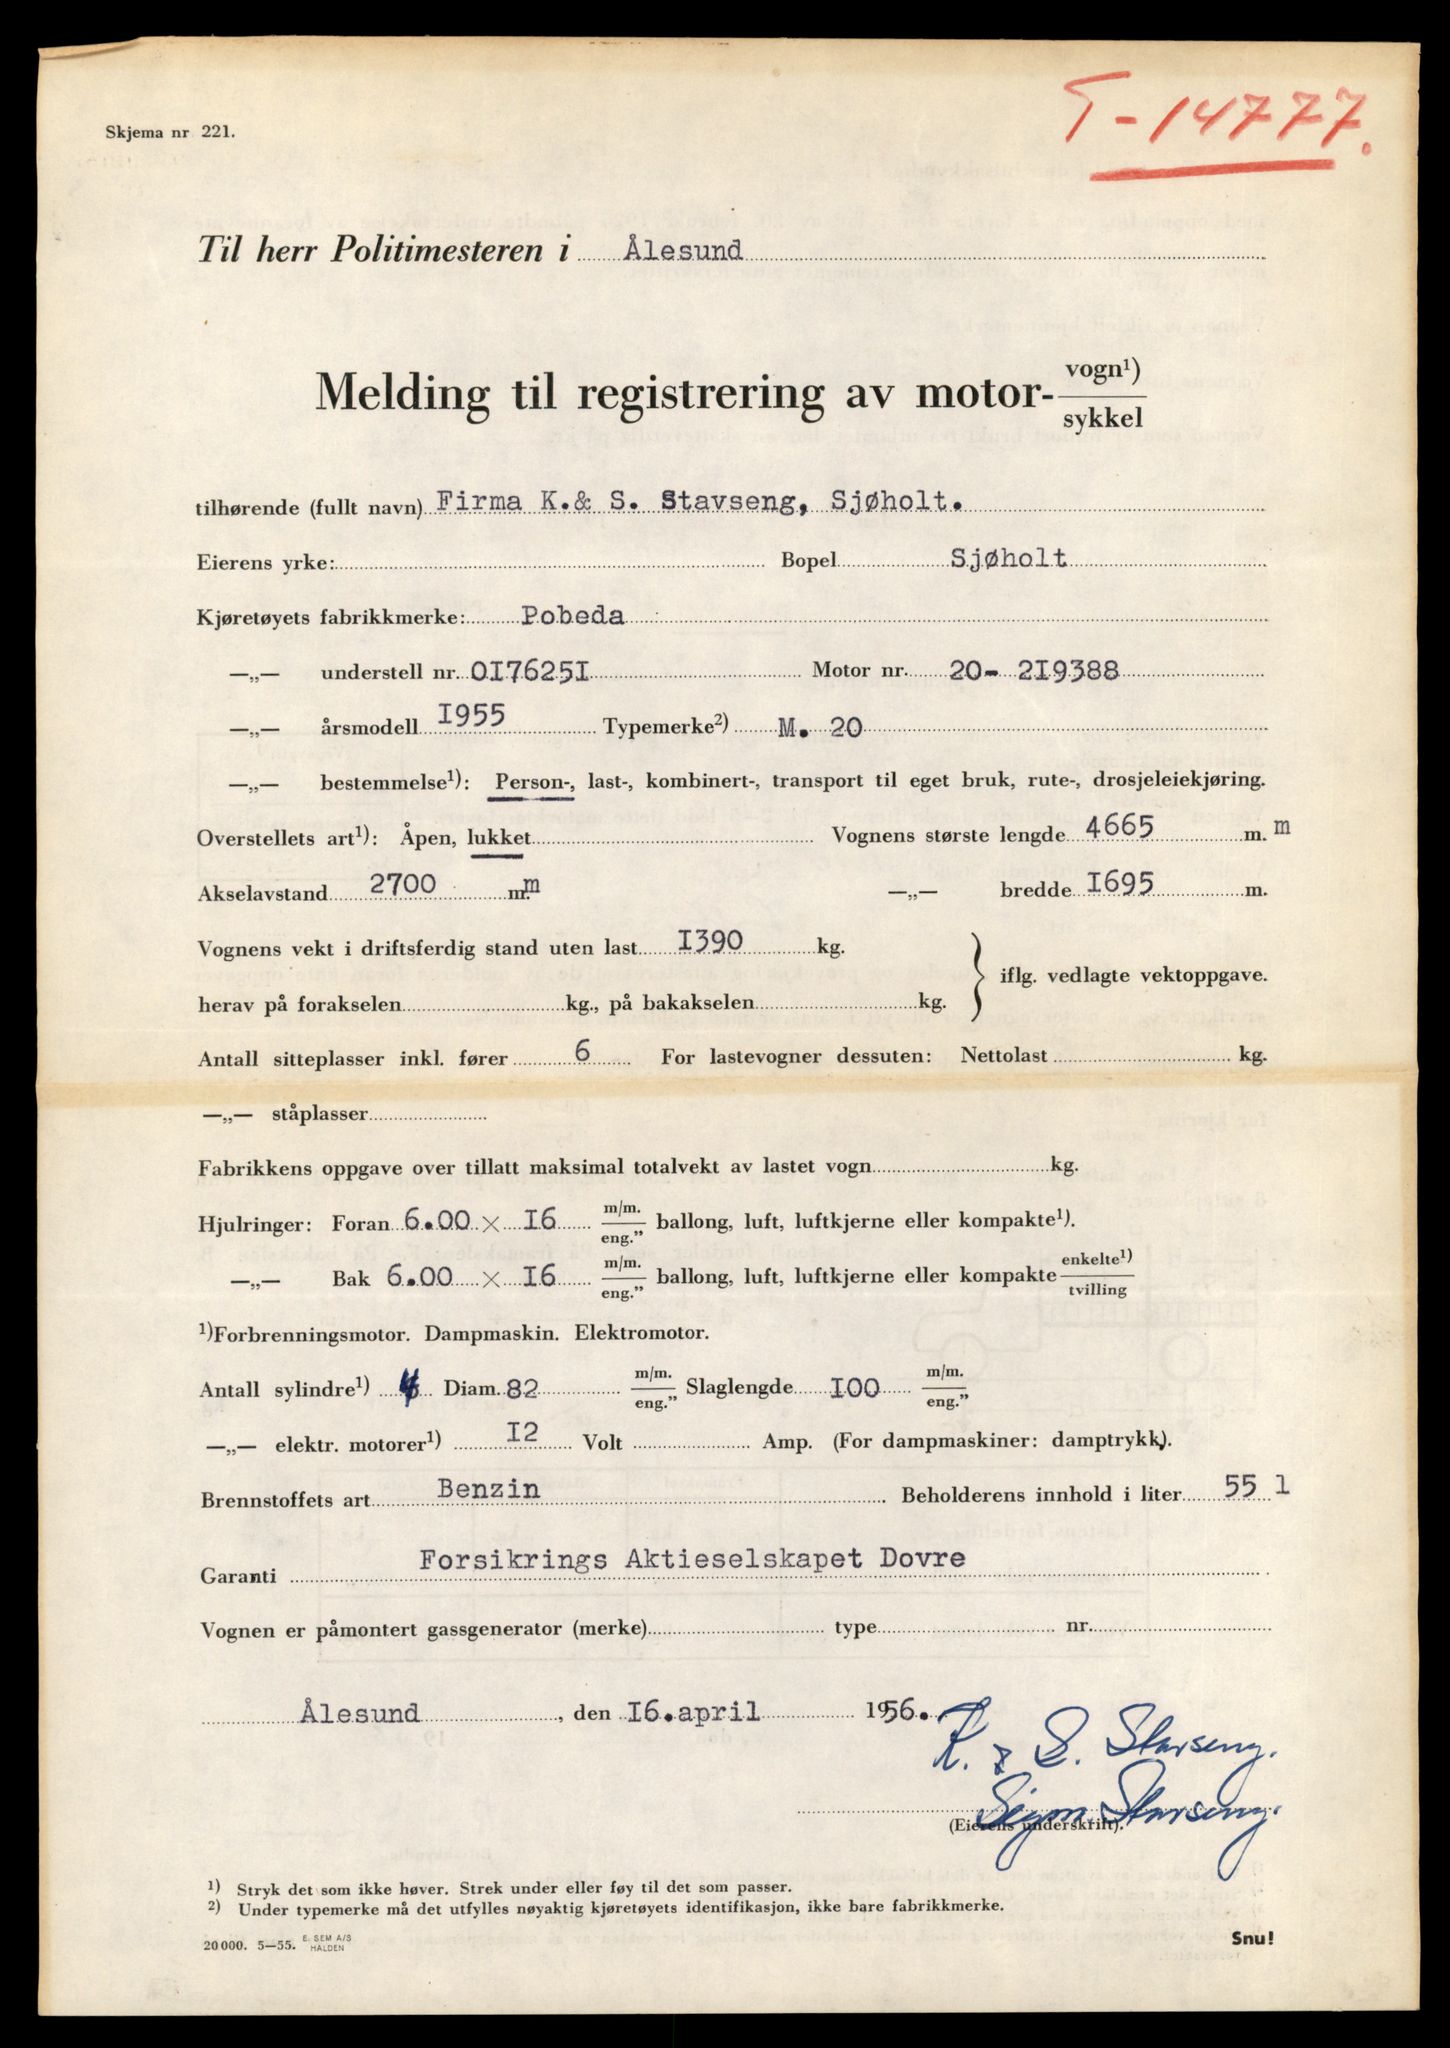 T-14777.
Skjema nr 221.
Til herr Politimesteren i Ålesund
Melding til registrering av motor- vogn¹) / sykkel
tilhørende (fullt navn) Firma K.& S. Stavseng, Sjøholt.
Eierens yrke: Bopel Sjøholt
Kjøretøyets fabrikkmerke: Pobeda
—„— understell nr. 0176251 Motor nr. 20- 219388
—„— årsmodell 1955 Typemerke²) M. 20
—„— bestemmelse¹): Person-, last-, kombinert-, transport til eget bruk, rute-, drosjeleiekjøring.
Overstellets art¹): Åpen, lukket Vognens største lengde 4665 m. m
Akselavstand 2700 m.m —„— bredde 1695 m.
Vognens vekt i driftsferdig stand uten last 1390 kg.
iflg. vedlagte vektoppgave.
herav på forakselen kg., på bakakselen kg.
Antall sitteplasser inkl. fører 6 For lastevogner dessuten: Nettolast kg.
—„— ståplasser
Fabrikkens oppgave over tillatt maksimal totalvekt av lastet vogn kg.
Hjulringer: Foran 6.00 × 16 m/m. / eng.” ballong, luft, luftkjerne eller kompakte¹).
—„— Bak 6.00 × 16 m/m. / eng.” ballong, luft, luftkjerne eller kompakte enkelte¹) / tvilling
¹)Forbrenningsmotor. Dampmaskin. Elektromotor.
Antall sylindre¹) 4 Diam. 82 m/m. / eng.” Slaglengde 100 m/m. / eng.”
—„— elektr. motorer¹) 12 Volt Amp. (For dampmaskiner: damptrykk).
Brennstoffets art Benzin Beholderens innhold i liter 55 l
Garanti Forsikrings Aktieselskapet Dovre
Vognen er påmontert gassgenerator (merke) type nr.
Ålesund, den 16.april 1956.
K. & S. Stavseng.
Stavseng.
(Eierens underskrift).
¹) Stryk det som ikke høver. Strek under eller føy til det som passer.
²) Under typemerke må det utfylles nøyaktig kjøretøyets identifikasjon, ikke bare fabrikkmerke.
20 000. 5—55. E. SEM A/S HALDEN
Snu!